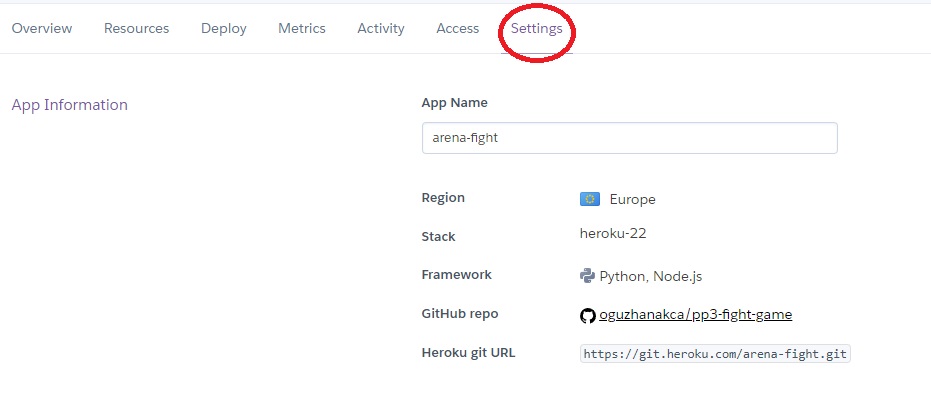 Overview Resources Deploy Metrics Activity Access Settings
App Information
App Name
arena-fight
Region Europe
Stack heroku-22
Framework Python, Node.js
GitHub repo oguzhanakca/pp3-fight-game
Heroku git URL https://git.heroku.com/arena-fight.git